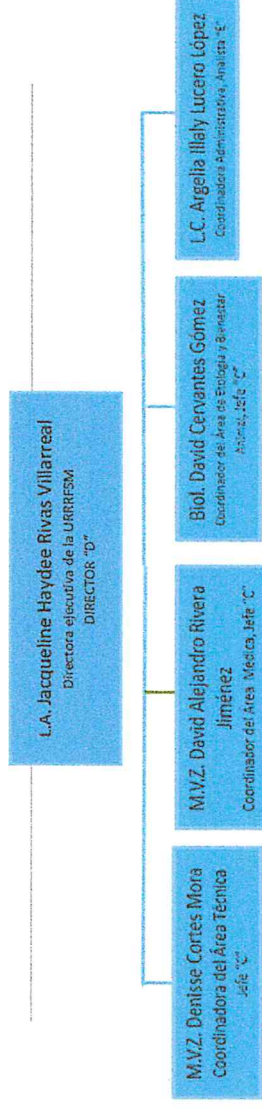 L.A. Jacqueline Haydee Rivas Villarreal
Directora ejecutiva de la URRRFSM
DIRECTOR "D"
M.V.Z. Denisse Cortes Mora
Coordinadora del Área Técnica
Jefe "C"
M.V.Z. David Alejandro Rivera
Jiménez
Coordinador del Área Médica, Jefe "C"
Biol. David Cervantes Gómez
Coordinador del Área de Etología y Bienestar
Animal, Jefe "C"
L.C. Argelia Illaly Lucero López
Coordinadora Administrativa, Analista "E"